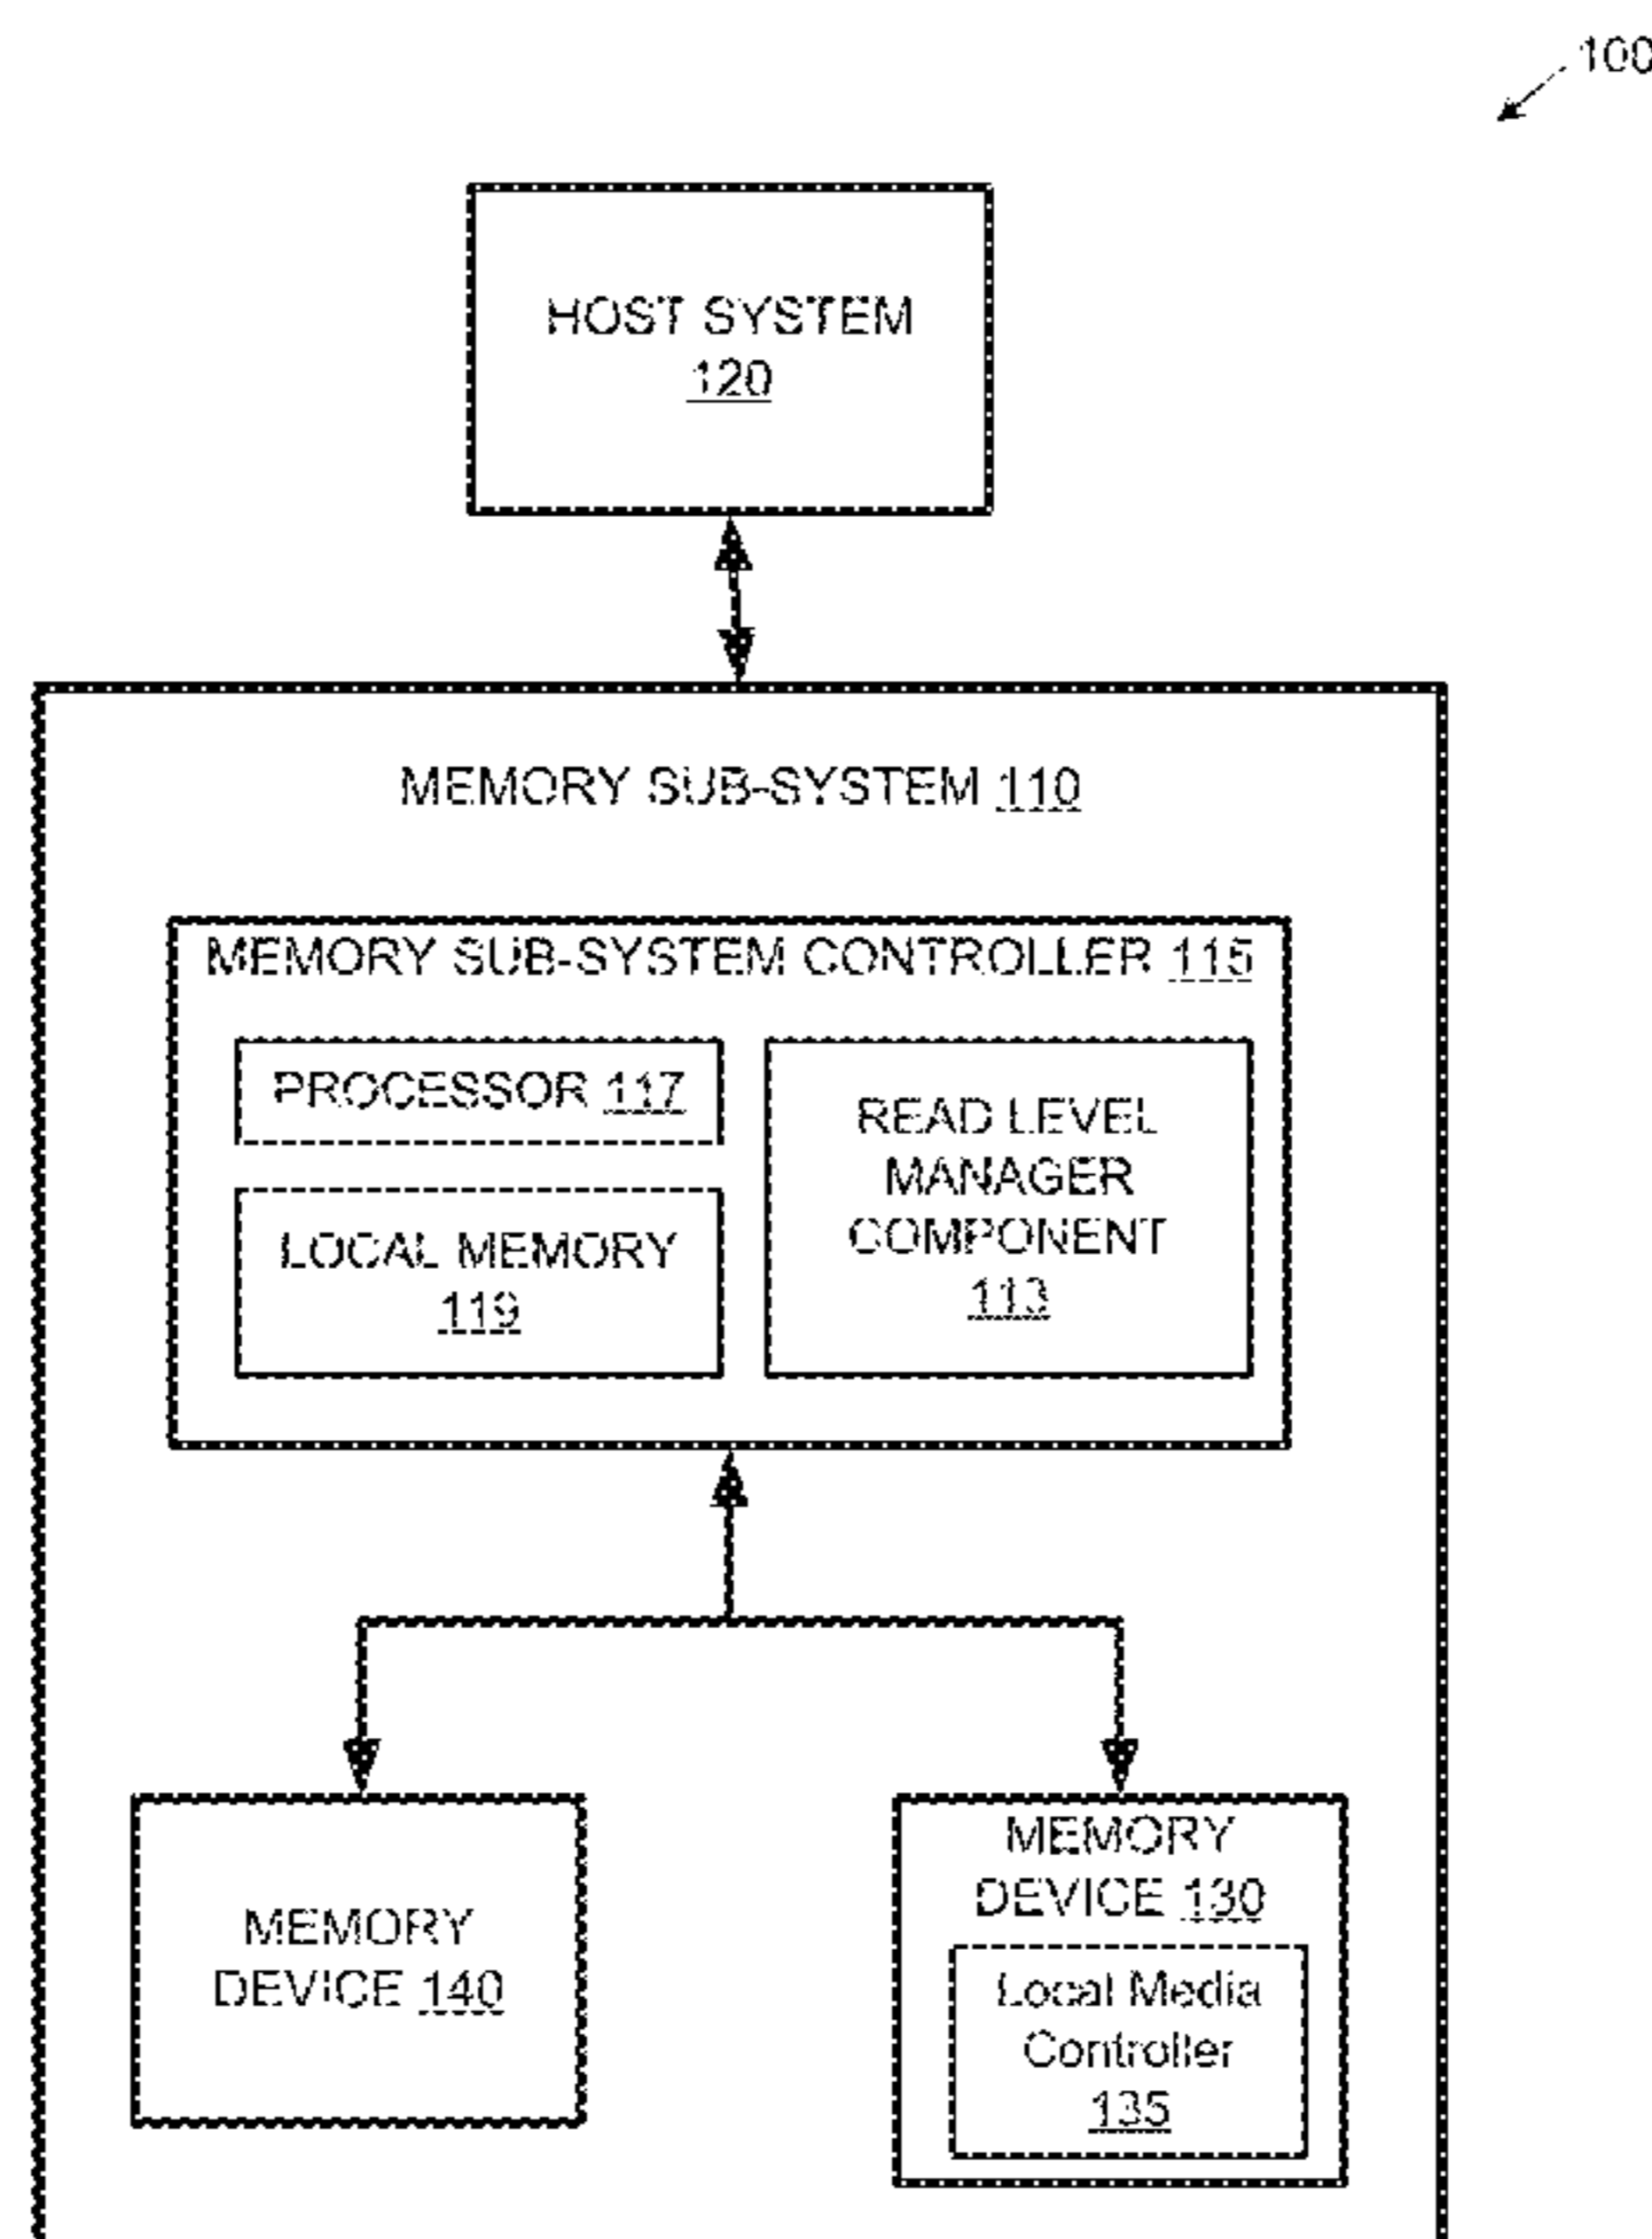 100
HOST SYSTEM
120
MEMORY SUB-SYSTEM 110
MEMORY SUB-SYSTEM CONTROLLER 115
PROCESSOR 117
LOCAL MEMORY
119
READ LEVEL
MANAGER
COMPONENT
113
MEMORY
DEVICE 140
MEMORY
DEVICE 130
Local Media
Controller
135